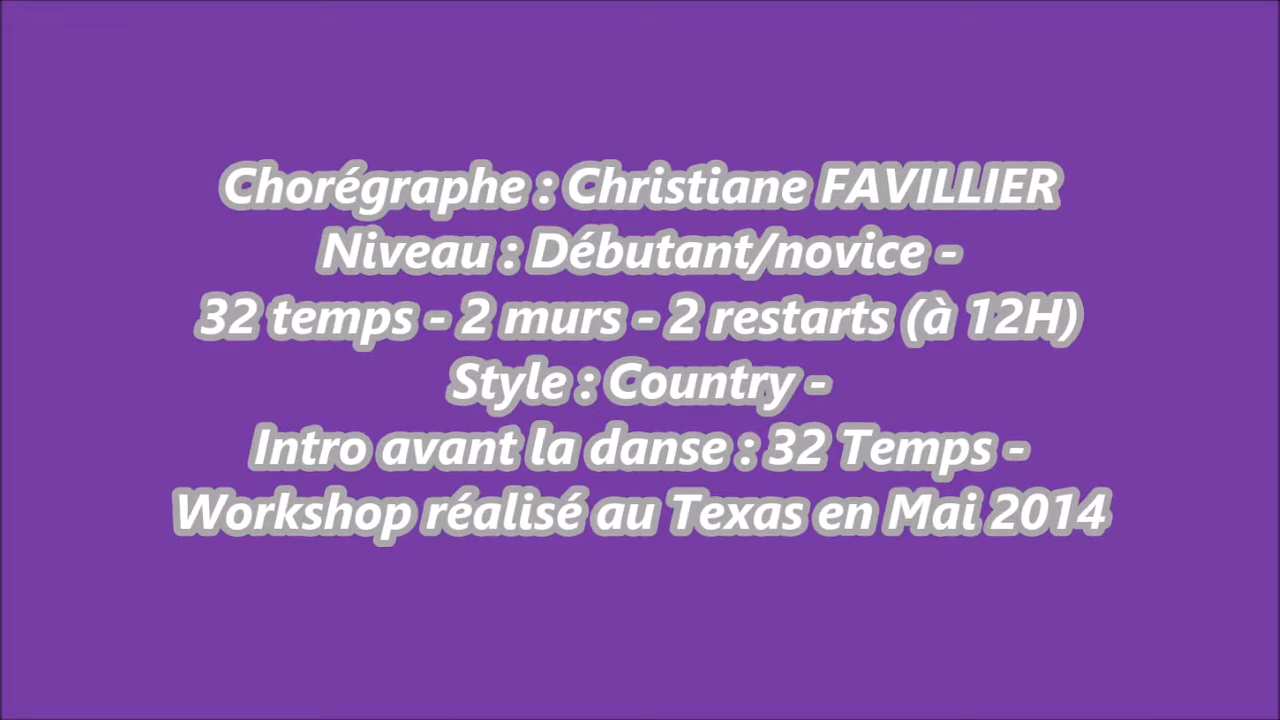 Chorégraphe : Christiane FAVILLIER
Niveau : Débutant/novice -
32 temps - 2 murs - 2 restarts (à 12H)
Style : Country -
Intro avant la danse : 32 Temps -
Workshop réalisé au Texas en Mai 2014